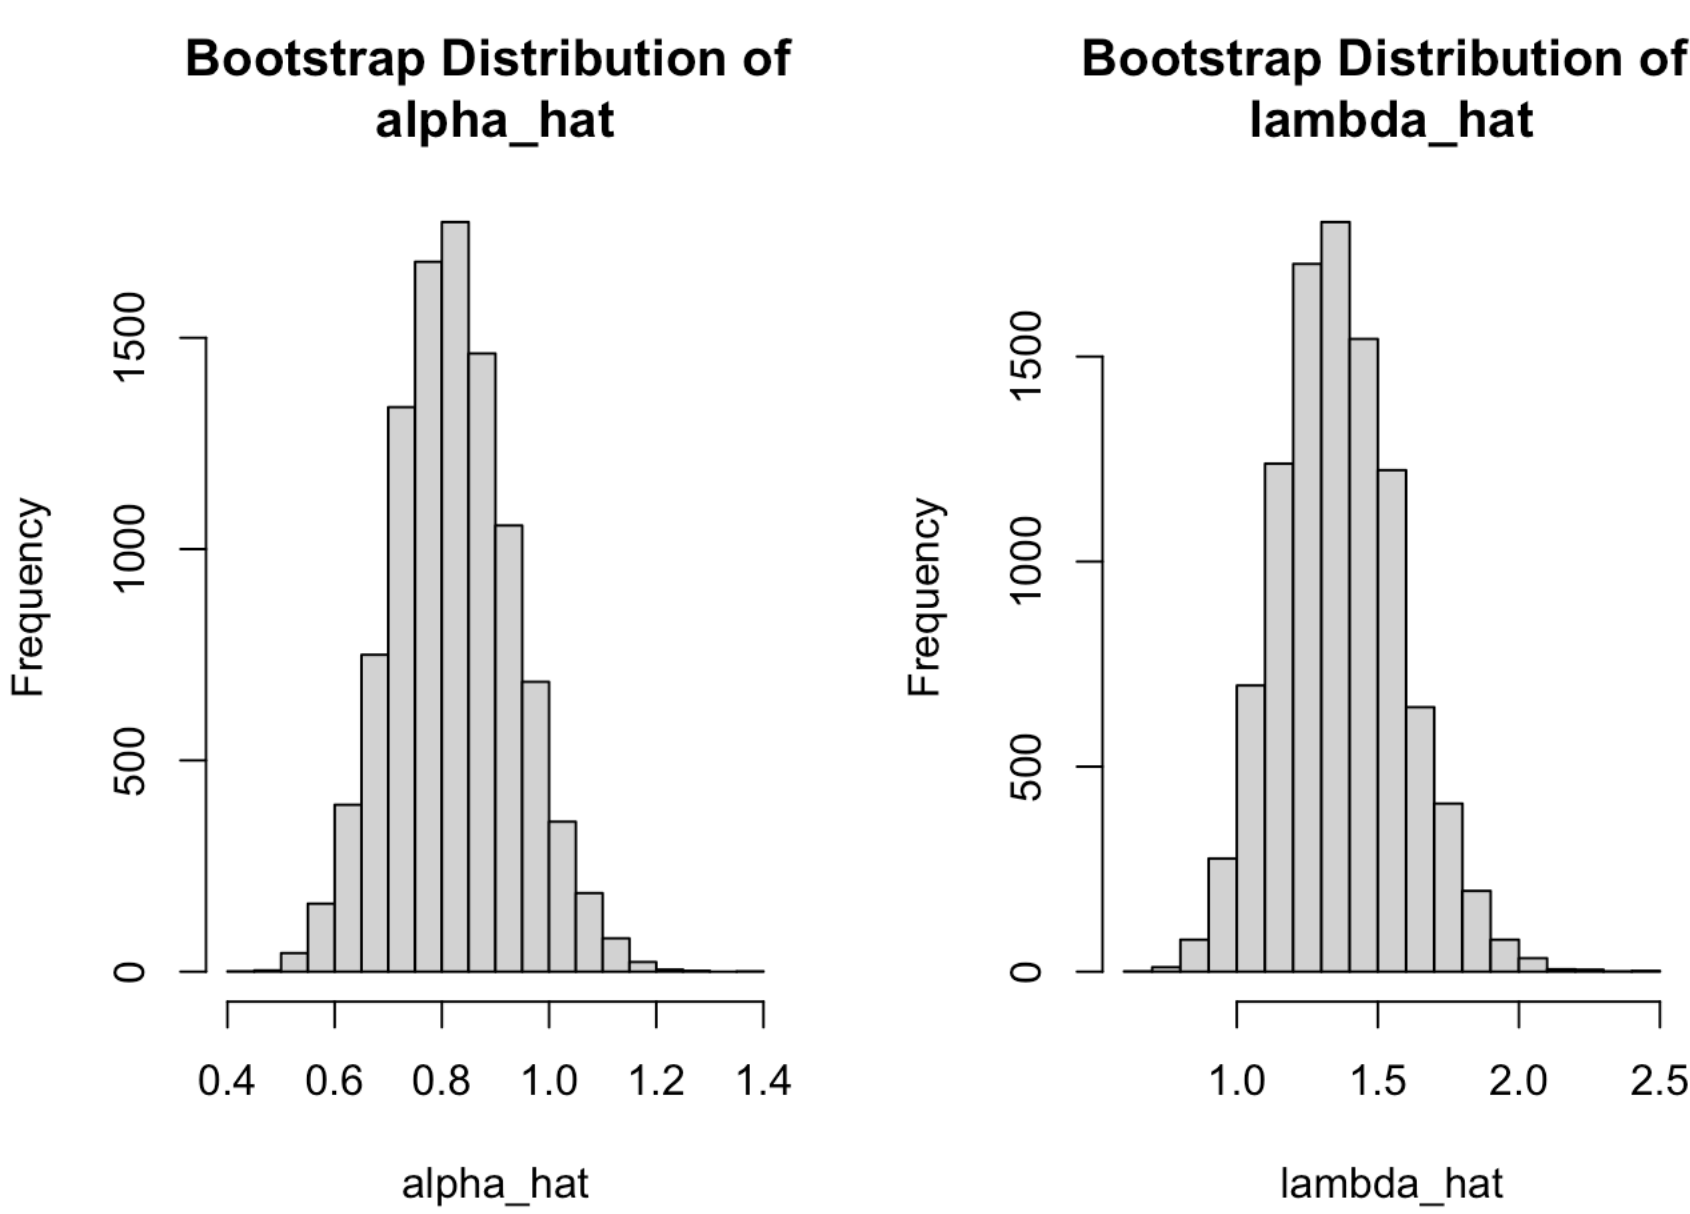 Bootstrap Distribution of
alpha_hat
Frequency
0
500
1000
1500
0.4 0.6 0.8 1.0 1.2 1.4
alpha_hat
Bootstrap Distribution of
lambda_hat
Frequency
0
500
1000
1500
1.0 1.5 2.0 2.5
lambda_hat